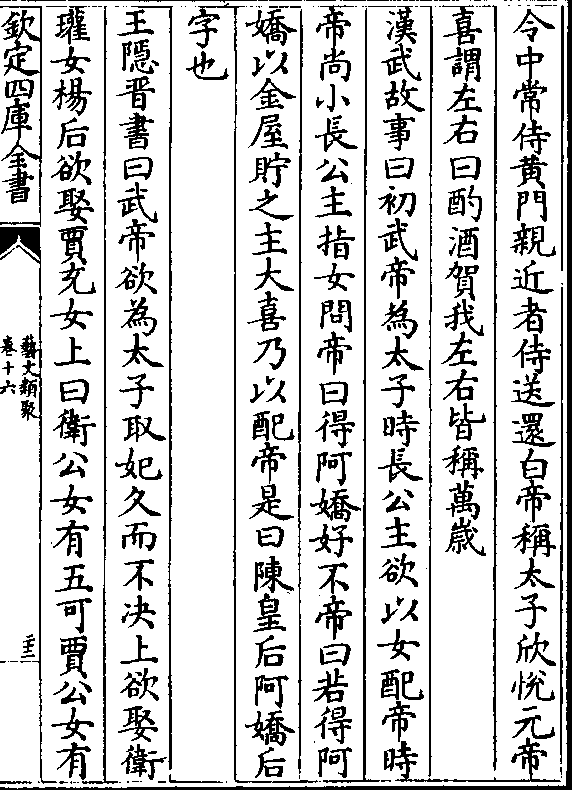 令中常侍黄門親近者侍送還白帝稱太子欣悅元帝
喜謂左右曰酌酒賀我左右皆稱萬歲
漢武故事曰初武帝為太子時長公主欲以女配帝時
帝尚小長公主指女問帝曰得阿嬌好不帝曰若得阿
嬌以金屋貯之主大喜乃以配帝是曰陳皇后阿嬌后
字也
王隱晉書曰武帝欲為太子取妃久而不决上欲娶衛
瓘女楊后欲娶賈充女上曰衛公女有五可賈公女有
欽定四庫全書
藝文類聚
卷十六
二十二